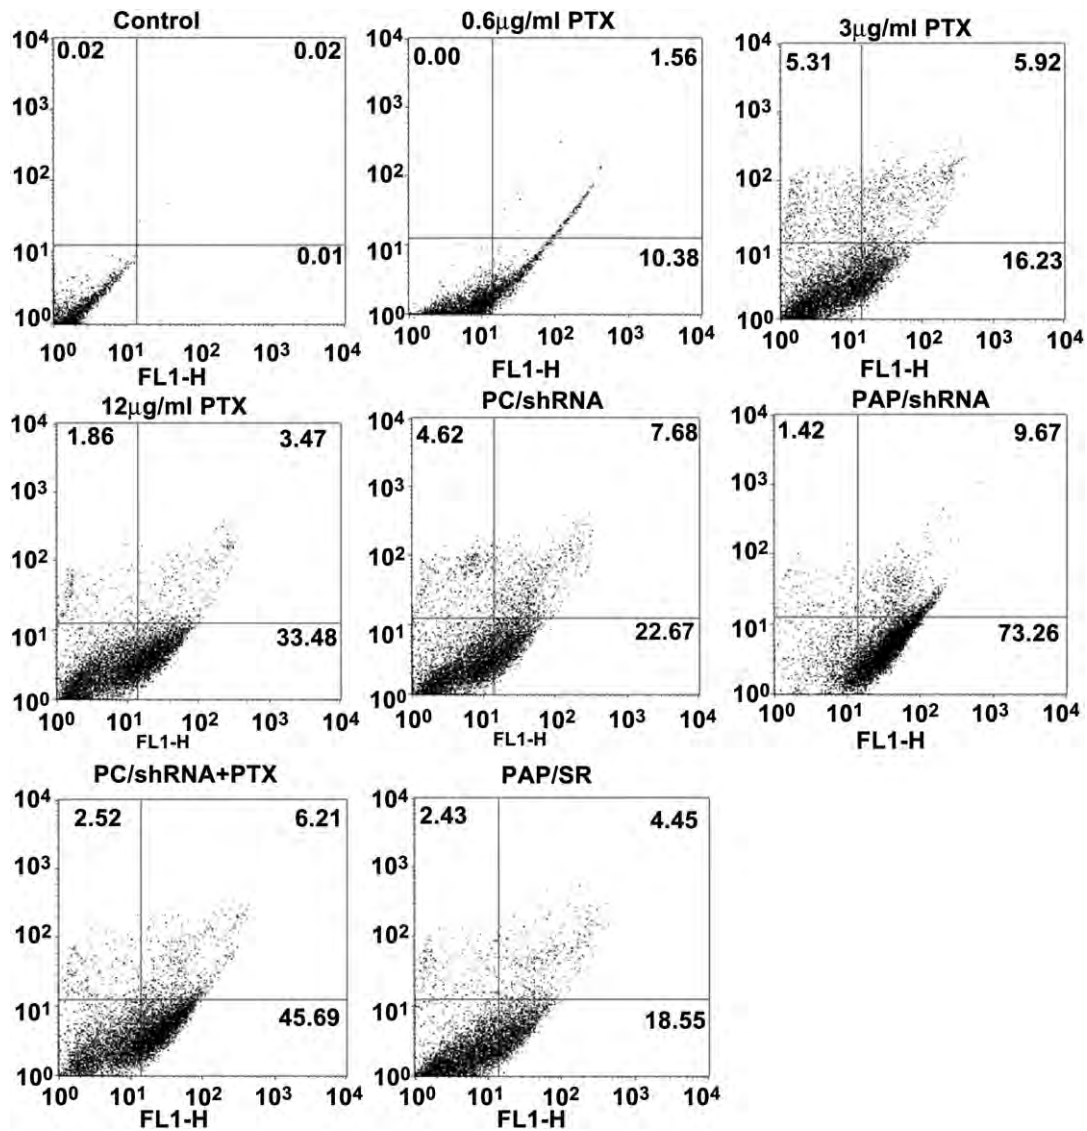 Control
10⁴ 0.02 0.02
10³
10²
10¹ 0.01
10⁰
10⁰ 10¹ 10² 10³ 10⁴
FL1-H
0.6μg/ml PTX
10⁴ 0.00 1.56
10³
10²
10¹ 10.38
10⁰
10⁰ 10¹ 10² 10³ 10⁴
FL1-H
3μg/ml PTX
10⁴ 5.31 5.92
10³
10²
10¹ 16.23
10⁰
10⁰ 10¹ 10² 10³ 10⁴
FL1-H
12μg/ml PTX
10⁴ 1.86 3.47
10³
10²
10¹ 33.48
10⁰
10⁰ 10¹ 10² 10³ 10⁴
FL1-H
PC/shRNA
10⁴ 4.62 7.68
10³
10²
10¹ 22.67
10⁰
10⁰ 10¹ 10² 10³ 10⁴
FL1-H
PAP/shRNA
10⁴ 1.42 9.67
10³
10²
10¹ 73.26
10⁰
10⁰ 10¹ 10² 10³ 10⁴
FL1-H
PC/shRNA+PTX
10⁴ 2.52 6.21
10³
10²
10¹ 45.69
10⁰
10⁰ 10¹ 10² 10³ 10⁴
FL1-H
PAP/SR
10⁴ 2.43 4.45
10³
10²
10¹ 18.55
10⁰
10⁰ 10¹ 10² 10³ 10⁴
FL1-H